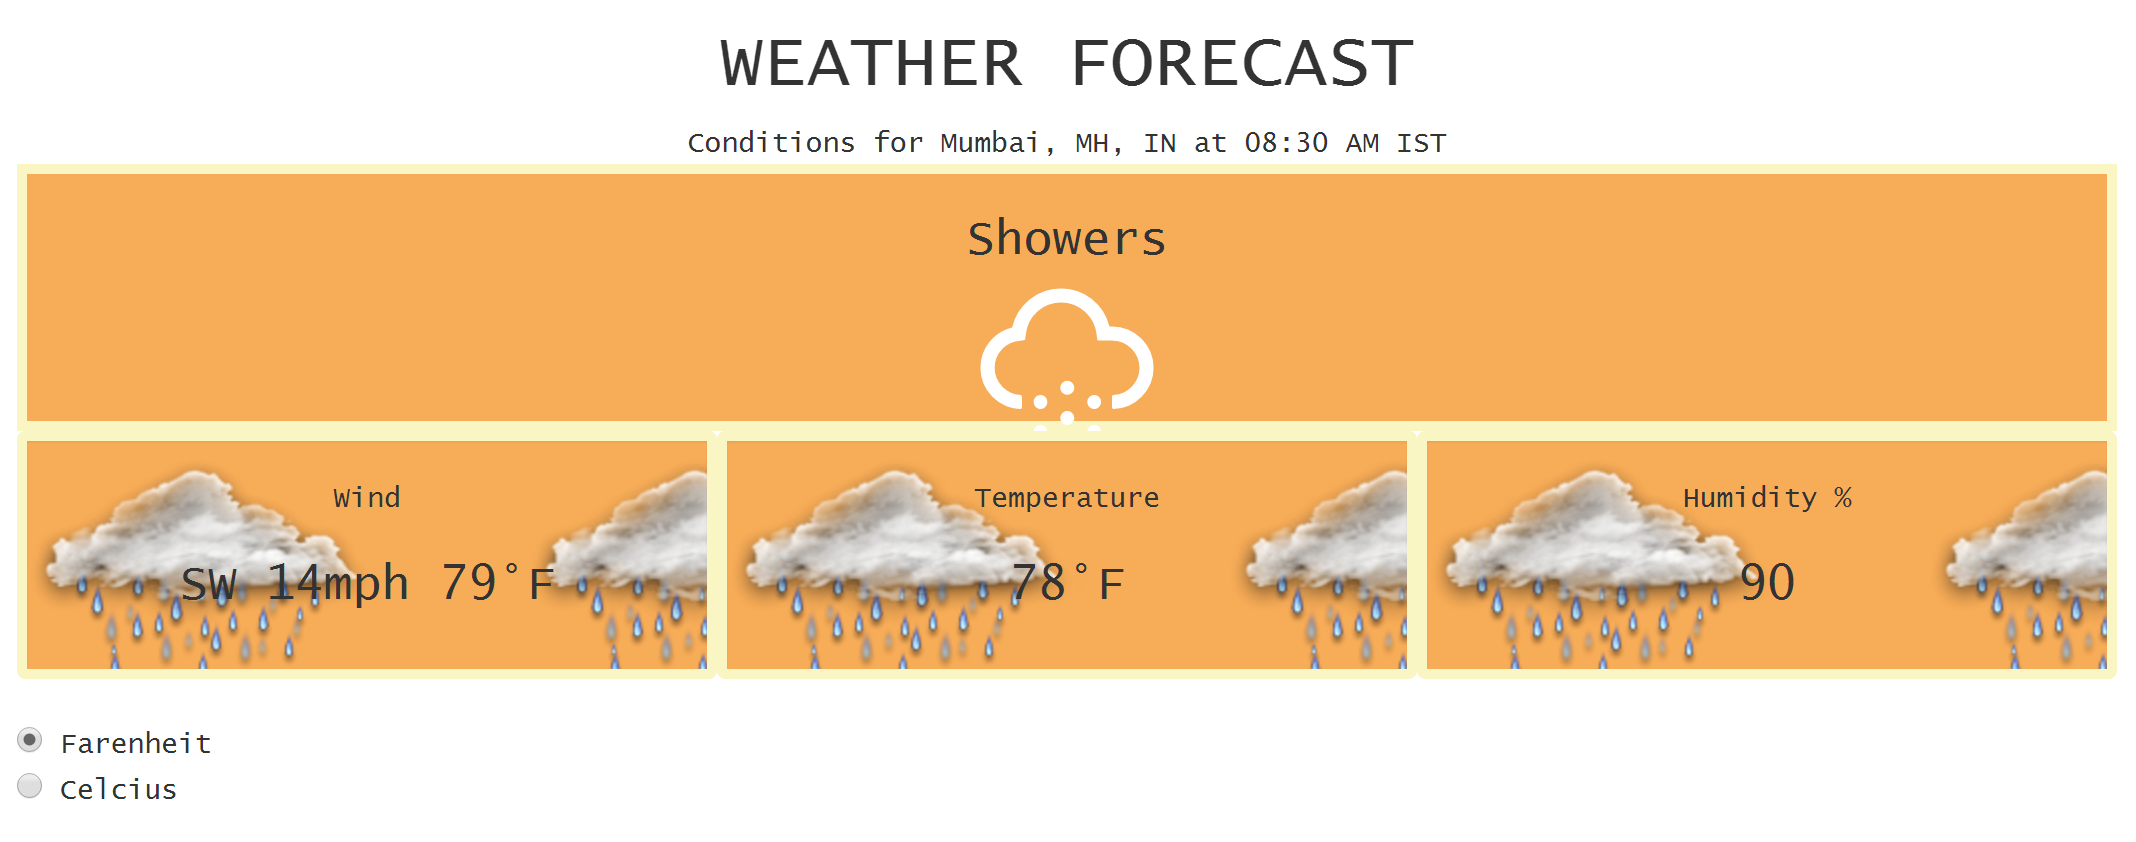 WEATHER FORECAST
Conditions for Mumbai, MH, IN at 08:30 AM IST
Showers
Wind
SW 14mph 79°F
Temperature
78°F
Humidity %
90
Farenheit
Celcius